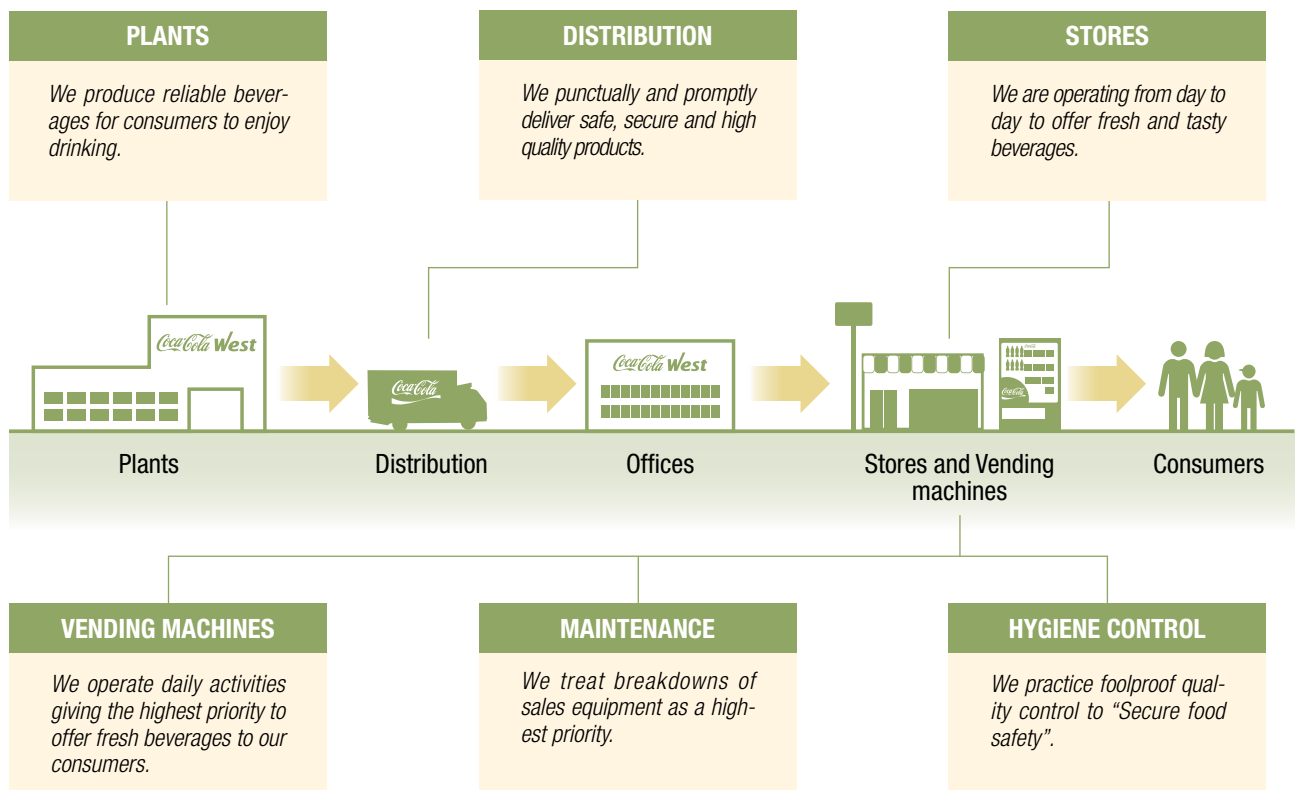 PLANTS
We produce reliable bever-
ages for consumers to enjoy
drinking.
DISTRIBUTION
We punctually and promptly
deliver safe, secure and high
quality products.
STORES
We are operating from day to
day to offer fresh and tasty
beverages.
Coca-Cola West
Coca-Cola
Coca-Cola West
Coca-Cola
Plants
Distribution
Offices
Stores and Vending
machines
Consumers
VENDING MACHINES
We operate daily activities
giving the highest priority to
offer fresh beverages to our
consumers.
MAINTENANCE
We treat breakdowns of
sales equipment as a high-
est priority.
HYGIENE CONTROL
We practice foolproof qual-
ity control to “Secure food
safety”.